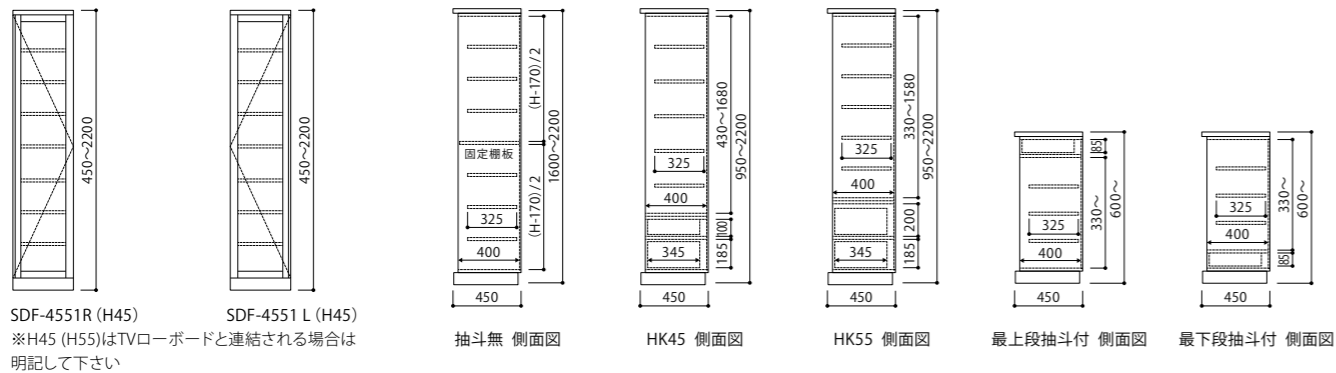 450～2200
SDF-4551R (H45)
450～2200
SDF-4551 L (H45)
※H45 (H55)はTVローボードと連結される場合は
明記して下さい
(H-170)/2
固定棚板
(H-170)/2
1600～2200
325
400
450
抽斗無 側面図
430～1680
950～2200
325
400
100
345
185
450
HK45 側面図
330～1580
950～2200
325
400
200
345
185
450
HK55 側面図
85
330～
600～
325
400
450
最上段抽斗付 側面図
330～
600～
325
400
85
450
最下段抽斗付 側面図